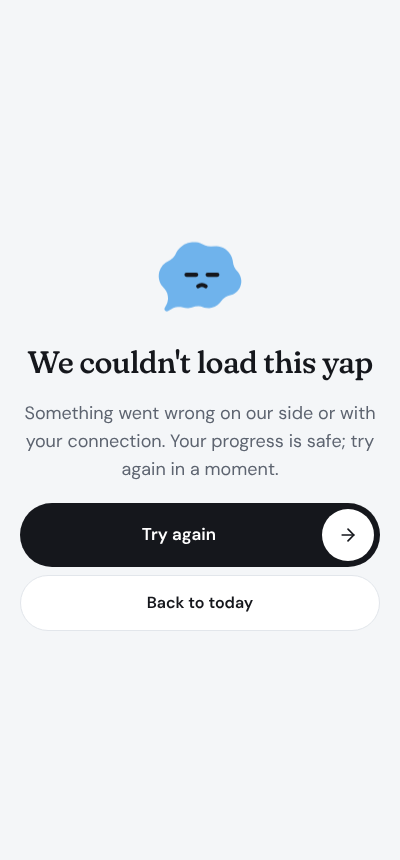 We couldn't load this yap
Something went wrong on our side or with
your connection. Your progress is safe; try
again in a moment.
Try again
Back to today